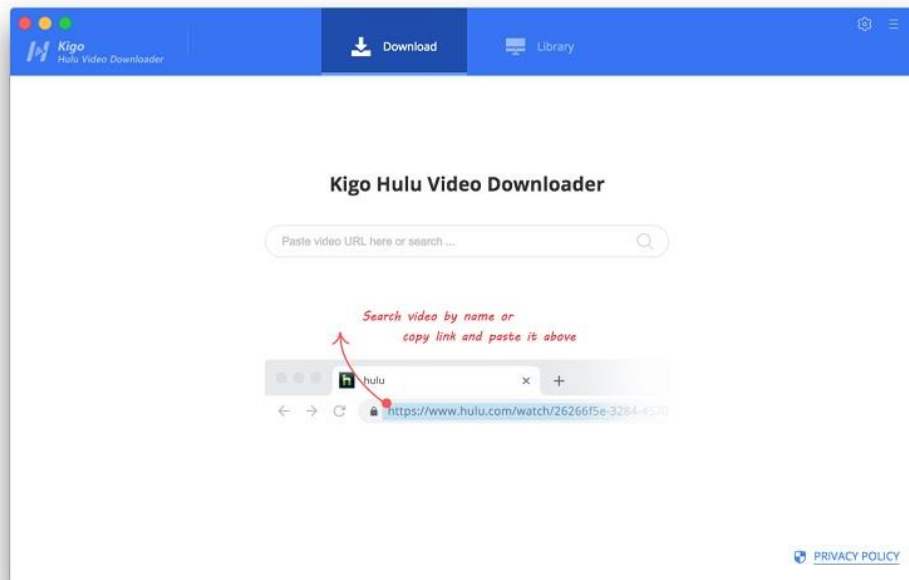 Kigo
Hulu Video Downloader
Download
Library
Kigo Hulu Video Downloader
Paste video URL here or search ...
Search video by name or
copy link and paste it above
h hulu
https://www.hulu.com/watch/26266f5e-3284-4570
PRIVACY POLICY